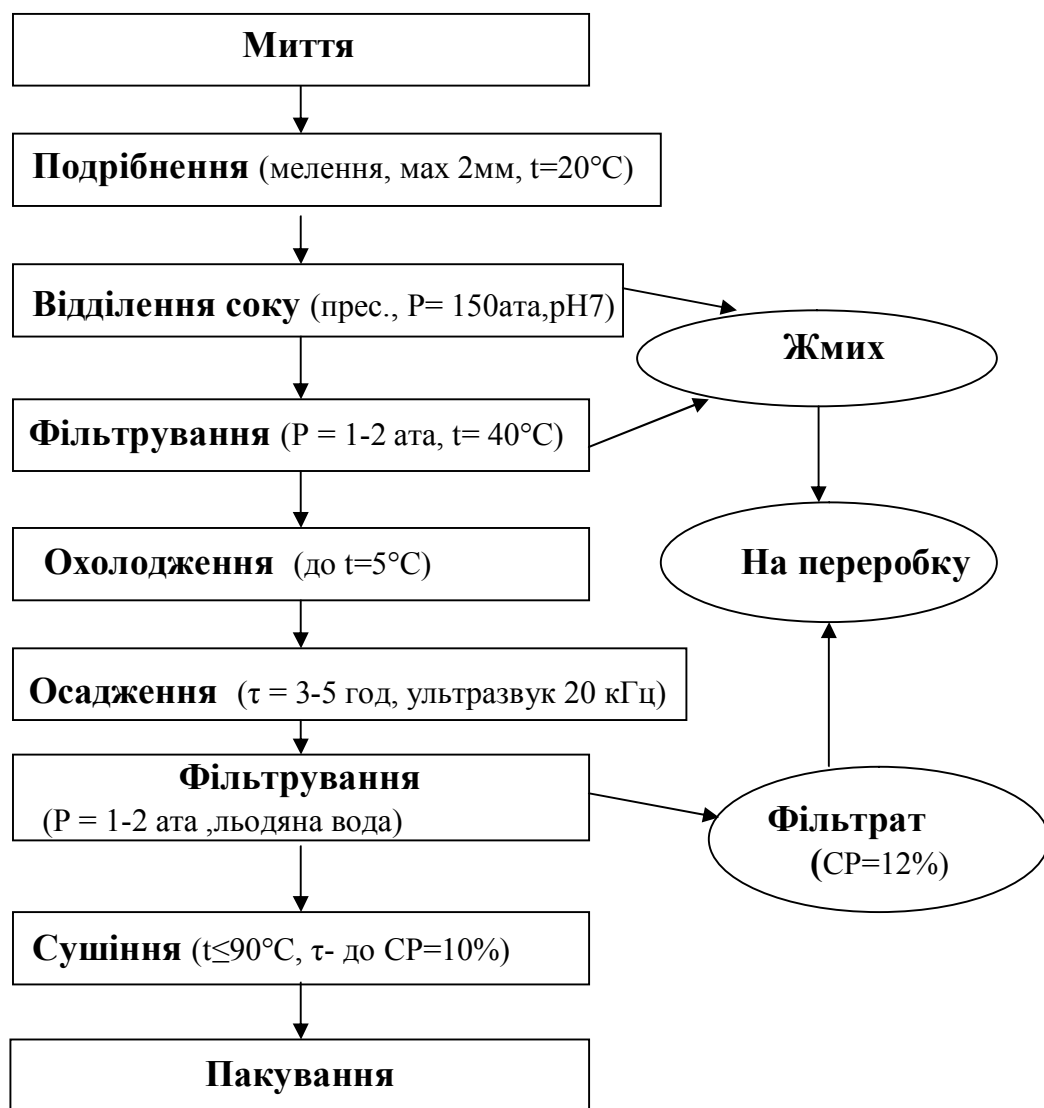 Миття
Подрібнення (мелення, мах 2мм, t=20°C)
Відділення соку (прес., P= 150ата,pH7)
Жмих
Фільтрування (P = 1-2 ата, t= 40°C)
Охолодження (до t=5°C)
На переробку
Осадження (τ = 3-5 год, ультразвук 20 кГц)
Фільтрування
(P = 1-2 ата ,льодяна вода)
Фільтрат
(СР=12%)
Сушіння (t≤90°C, τ- до СР=10%)
Пакування